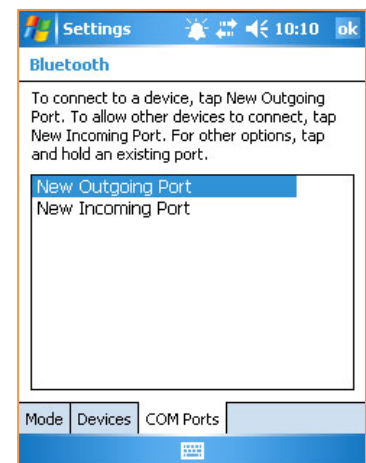 Settings 10:10 ok
Bluetooth
To connect to a device, tap New Outgoing
Port. To allow other devices to connect, tap
New Incoming Port. For other options, tap
and hold an existing port.
New Outgoing Port
New Incoming Port
Mode Devices COM Ports